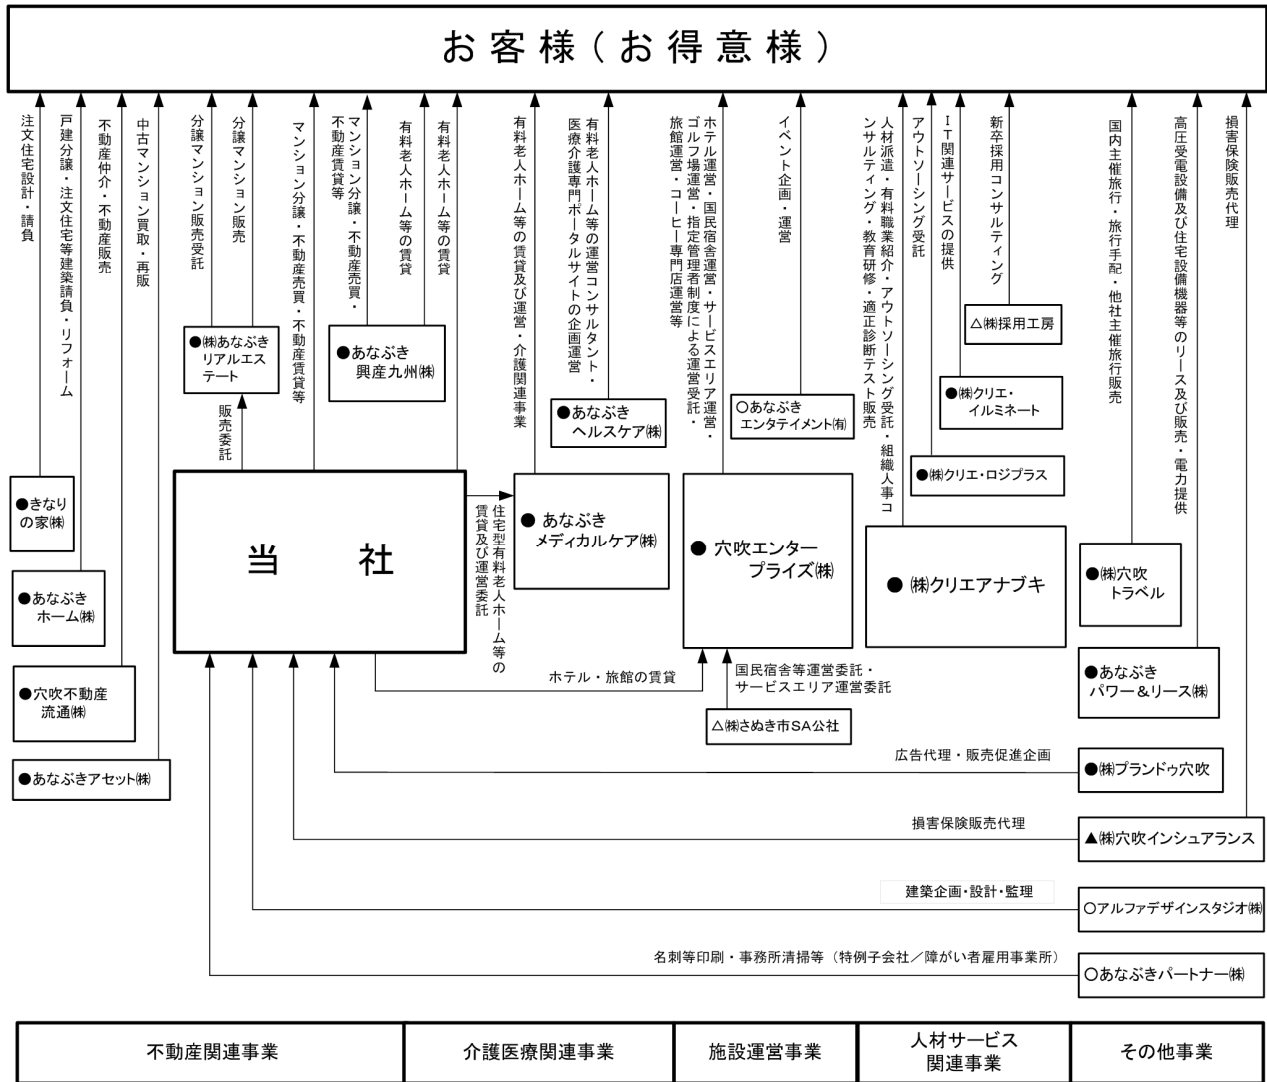 お客様(お得意様)
注文住宅設計・請負
戸建分譲・注文住宅等建築請負・リフォーム
不動産仲介・不動産販売
中古マンション買取・再販
分譲マンション販売受託
分譲マンション販売
マンション分譲・不動産売買・不動産賃貸等
マンション分譲・不動産売買・
不動産賃貸等
有料老人ホーム等の賃貸
有料老人ホーム等の賃貸
有料老人ホーム等の賃貸及び運営・介護関連事業
有料老人ホーム等の運営コンサルタント・
医療介護専門ポータルサイトの企画運営
ホテル運営・国民宿舎運営・サービスエリア運営・
ゴルフ場運営・指定管理者制度による運営受託・
旅館運営・コーヒー専門店運営等
イベント企画・運営
人材派遣・有料職業紹介・アウトソーシング受託・組織人事コ
ンサルティング・教育研修・適正診断テスト販売
アウトソーシング受託
IT関連サービスの提供
新卒採用コンサルティング
国内主催旅行・旅行手配・他社主催旅行販売
高圧受電設備及び住宅設備機器等のリース及び販売・電力提供
損害保険販売代理
●㈱あなぶき
リアルエス
テート
●あなぶき
興産九州㈱
△㈱採用工房
●㈱クリエ・
イルミネート
●あなぶき
ヘルスケア㈱
○あなぶき
エンタテイメント㈲
●㈱クリエ・ロジプラス
販売委託
●きなり
の家㈱
当 社
住宅型有料老人ホーム等の
賃貸及び運営委託
● あなぶき
メディカルケア㈱
● 穴吹エンター
プライズ㈱
● ㈱クリエアナブキ
●㈱穴吹
トラベル
●あなぶき
ホーム㈱
●穴吹不動産
流通㈱
●あなぶきアセット㈱
ホテル・旅館の賃貸
国民宿舎等運営委託・
サービスエリア運営委託
△㈱さぬき市SA公社
●あなぶき
パワー&リース㈱
広告代理・販売促進企画
●㈱プランドゥ穴吹
損害保険販売代理
▲㈱穴吹インシュアランス
建築企画・設計・監理
○アルファデザインスタジオ㈱
名刺等印刷・事務所清掃等(特例子会社/障がい者雇用事業所)
○あなぶきパートナー㈱
不動産関連事業
介護医療関連事業
施設運営事業
人材サービス
関連事業
その他事業